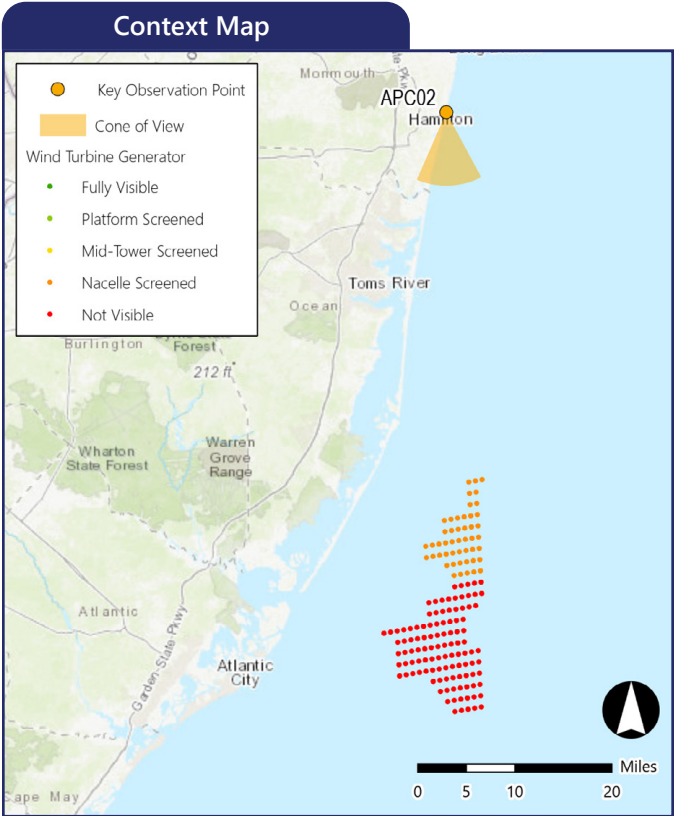 Context Map
Key Observation Point
Cone of View
Wind Turbine Generator
Fully Visible
Platform Screened
Mid-Tower Screened
Nacelle Screened
Not Visible
Monmouth
APC02
Hamilton
Toms River
Ocean
Burlington
Forest
212 ft
Wharton
State Forest
Warren
Grove
Range
Atlantic
Garden State Pkwy
Atlantic
City
Cape May
Miles
0 5 10 20